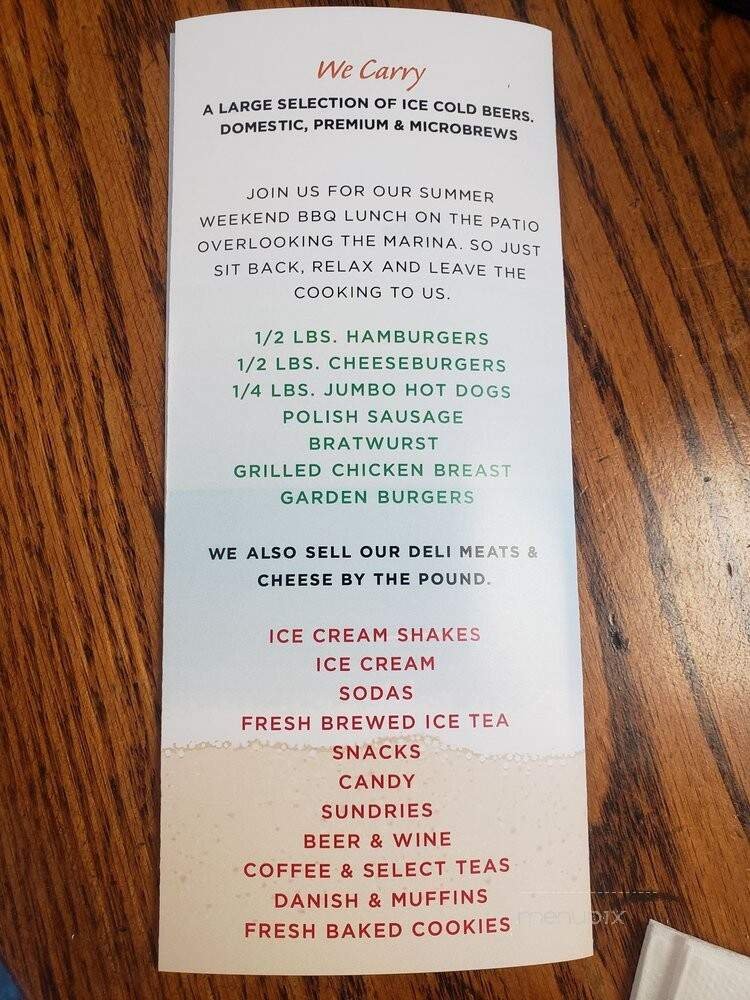 We Carry
A LARGE SELECTION OF ICE COLD BEERS.
DOMESTIC, PREMIUM & MICROBREWS
JOIN US FOR OUR SUMMER
WEEKEND BBQ LUNCH ON THE PATIO
OVERLOOKING THE MARINA. SO JUST
SIT BACK, RELAX AND LEAVE THE
COOKING TO US.
1/2 LBS. HAMBURGERS
1/2 LBS. CHEESEBURGERS
1/4 LBS. JUMBO HOT DOGS
POLISH SAUSAGE
BRATWURST
GRILLED CHICKEN BREAST
GARDEN BURGERS
WE ALSO SELL OUR DELI MEATS &
CHEESE BY THE POUND.
ICE CREAM SHAKES
ICE CREAM
SODAS
FRESH BREWED ICE TEA
SNACKS
CANDY
SUNDRIES
BEER & WINE
COFFEE & SELECT TEAS
DANISH & MUFFINS
FRESH BAKED COOKIES
menupix